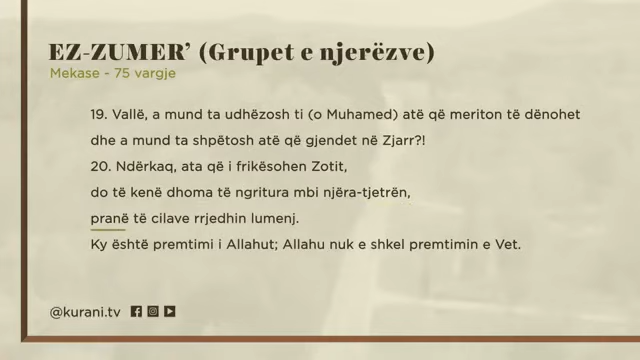 EZ-ZUMER’ (Grupet e njerëzve)
Mekase - 75 vargje
19. Vallë, a mund ta udhëzosh ti (o Muhamed) atë që meriton të dënohet
dhe a mund ta shpëtosh atë që gjendet në Zjarr?!
20. Ndërkaq, ata që i frikësohen Zotit,
do të kenë dhoma të ngritura mbi njëra-tjetrën,
pranë të cilave rrjedhin lumenj.
Ky është premtimi i Allahut; Allahu nuk e shkel premtimin e Vet.
@kurani.tv